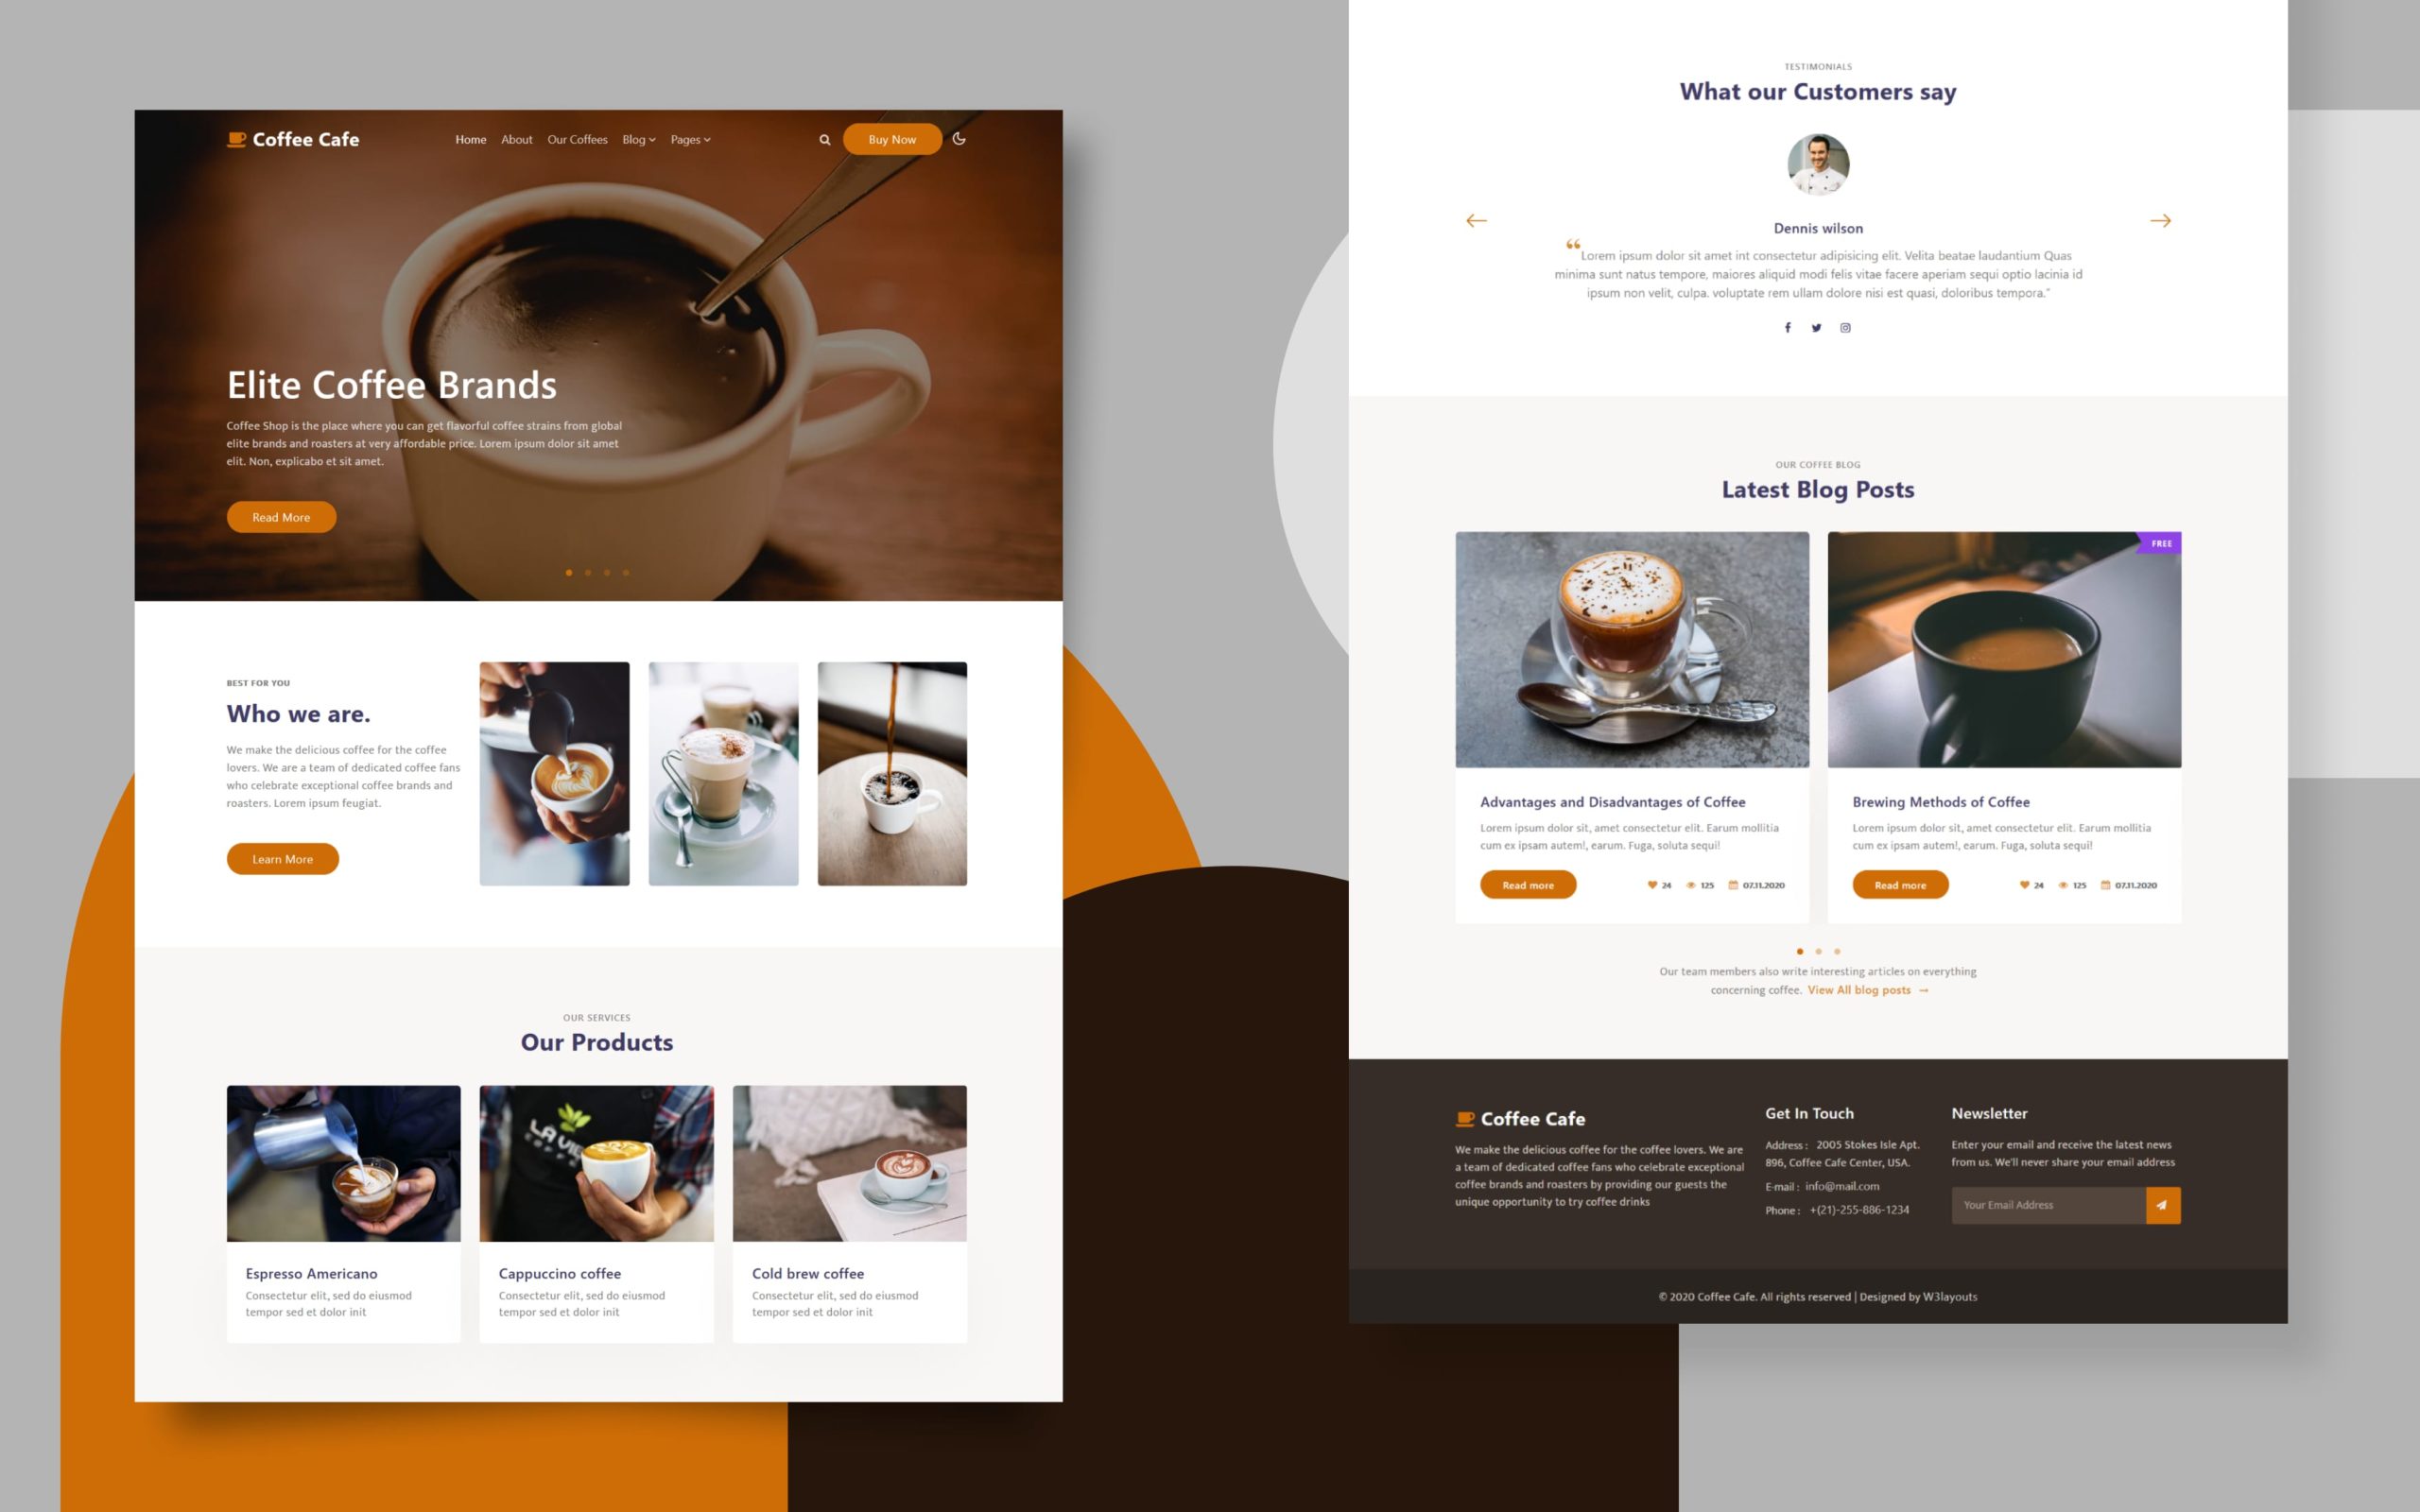 Coffee Cafe
Home About Our Coffees Blog Pages
Buy Now
Elite Coffee Brands
Coffee Shop is the place where you can get flavorful coffee strains from global
elite brands and roasters at very affordable price. Lorem ipsum dolor sit amet
elit. Non, explicabo et sit amet.
Read More
BEST FOR YOU
Who we are.
We make the delicious coffee for the coffee
lovers. We are a team of dedicated coffee fans
who celebrate exceptional coffee brands and
roasters. Lorem ipsum feugiat.
Learn More
OUR SERVICES
Our Products
LA VIE
COFFEE
Espresso Americano
Consectetur elit, sed do eiusmod
tempor sed et dolor init
Cappuccino coffee
Consectetur elit, sed do eiusmod
tempor sed et dolor init
Cold brew coffee
Consectetur elit, sed do eiusmod
tempor sed et dolor init
TESTIMONIALS
What our Customers say
Dennis wilson
“Lorem ipsum dolor sit amet int consectetur adipisicing elit. Velita beatae laudantium Quas
minima sunt natus tempore, maiores aliquid modi felis vitae facere aperiam sequi optio lacinia id
ipsum non velit, culpa. voluptate rem ullam dolore nisi est quasi, doloribus tempora."
OUR COFFEE BLOG
Latest Blog Posts
Advantages and Disadvantages of Coffee
Lorem ipsum dolor sit, amet consectetur elit. Earum mollitia
cum ex ipsam autem!, earum. Fuga, soluta sequi!
Read more 24 125 07.11.2020
FREE
Brewing Methods of Coffee
Lorem ipsum dolor sit, amet consectetur elit. Earum mollitia
cum ex ipsam autem!, earum. Fuga, soluta sequi!
Read more 24 125 07.11.2020
Our team members also write interesting articles on everything
concerning coffee. View All blog posts →
Coffee Cafe
We make the delicious coffee for the coffee lovers. We are
a team of dedicated coffee fans who celebrate exceptional
coffee brands and roasters by providing our guests the
unique opportunity to try coffee drinks
Get In Touch
Address : 2005 Stokes Isle Apt.
896, Coffee Cafe Center, USA.
E-mail : info@mail.com
Phone : +(21)-255-886-1234
Newsletter
Enter your email and receive the latest news
from us. We'll never share your email address
Your Email Address
© 2020 Coffee Cafe. All rights reserved | Designed by W3layouts